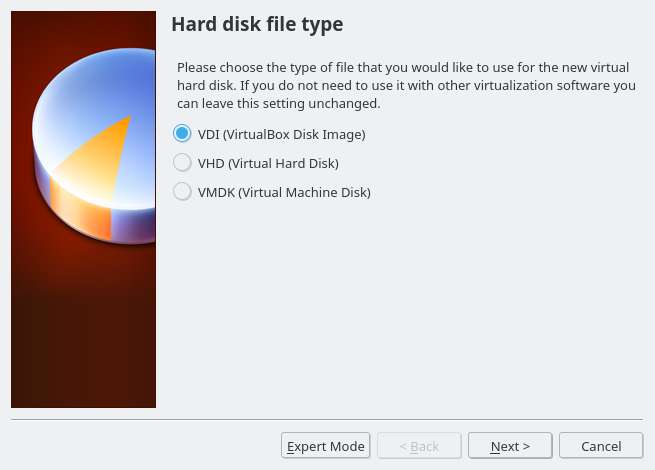 Hard disk file type
Please choose the type of file that you would like to use for the new virtual
hard disk. If you do not need to use it with other virtualization software you
can leave this setting unchanged.
VDI (VirtualBox Disk Image)
VHD (Virtual Hard Disk)
VMDK (Virtual Machine Disk)
Expert Mode < Back Next > Cancel